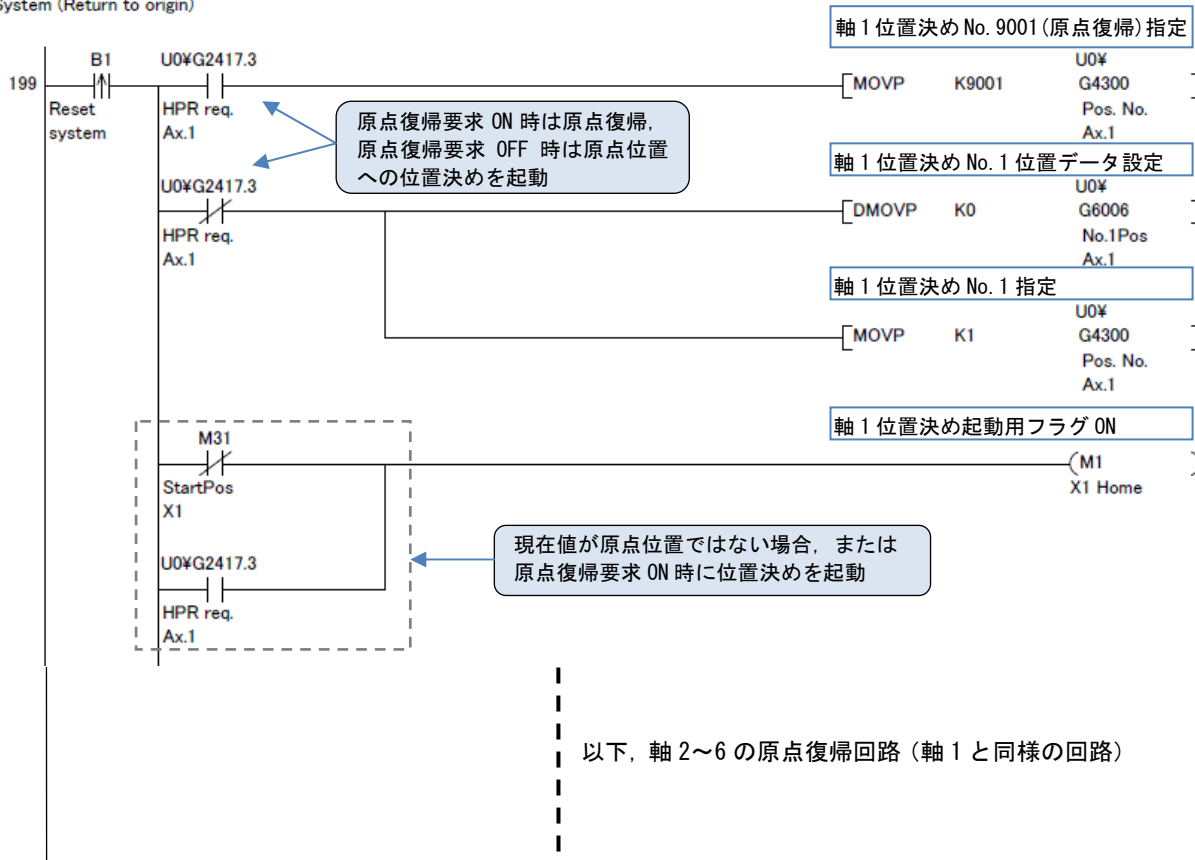 System (Return to origin)
軸1位置決めNo.9001(原点復帰)指定
B1
U0¥G2417.3
U0¥
199
MOVP K9001 G4300
Reset
system
HPR req.
Ax.1
Pos. No.
Ax.1
原点復帰要求 ON 時は原点復帰,
原点復帰要求 OFF 時は原点位置
への位置決めを起動
軸1位置決めNo.1位置データ設定
U0¥G2417.3
U0¥
DMOVP K0 G6006
HPR req.
Ax.1
No.1Pos
Ax.1
軸1位置決めNo.1指定
U0¥
MOVP K1 G4300
Pos. No.
Ax.1
軸1位置決め起動用フラグON
M31
M1
StartPos
X1
X1 Home
現在値が原点位置ではない場合, または
原点復帰要求ON時に位置決めを起動
U0¥G2417.3
HPR req.
Ax.1
以下, 軸2~6の原点復帰回路(軸1と同様の回路)